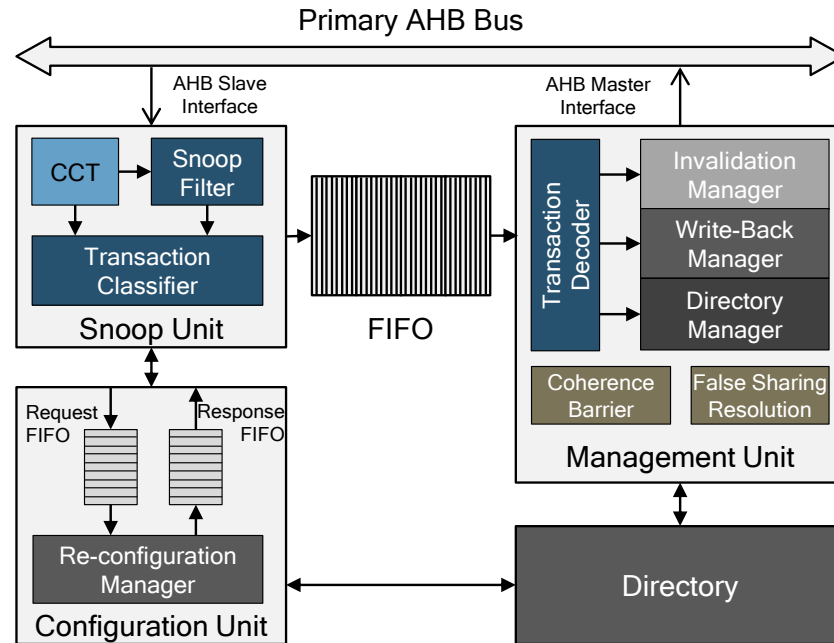 Primary AHB Bus
AHB Slave
Interface
AHB Master
Interface
CCT
Snoop
Filter
Transaction
Classifier
Snoop Unit
FIFO
Transaction
Decoder
Invalidation
Manager
Write-Back
Manager
Directory
Manager
Coherence
Barrier
False Sharing
Resolution
Management Unit
Request
FIFO
Response
FIFO
Re-configuration
Manager
Configuration Unit
Directory